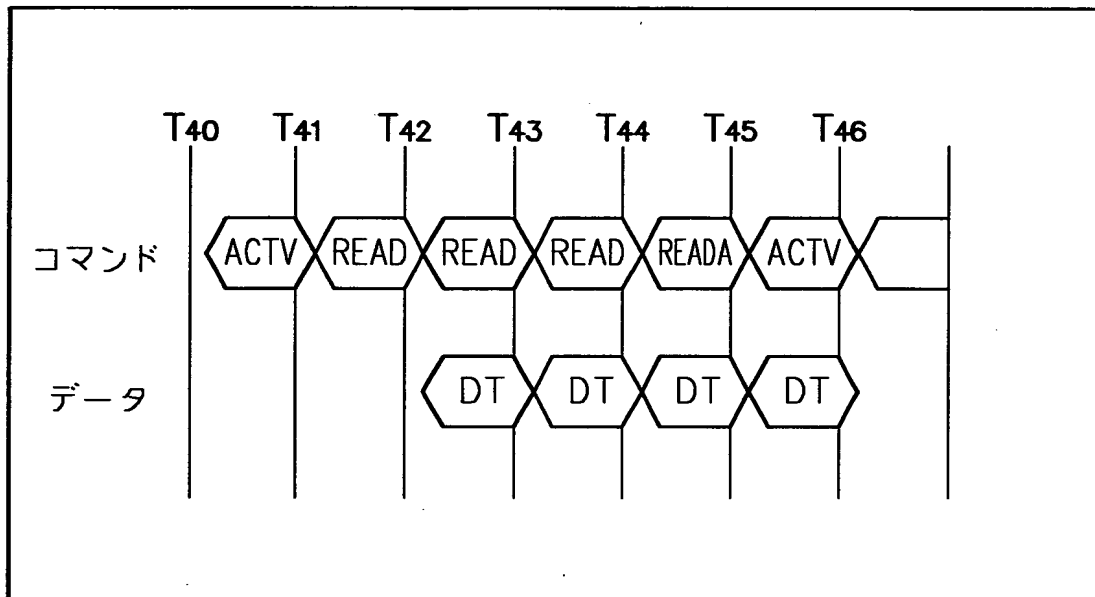 T40 T41 T42 T43 T44 T45 T46
コマンド ACTV READ READ READ READA ACTV
データ DT DT DT DT